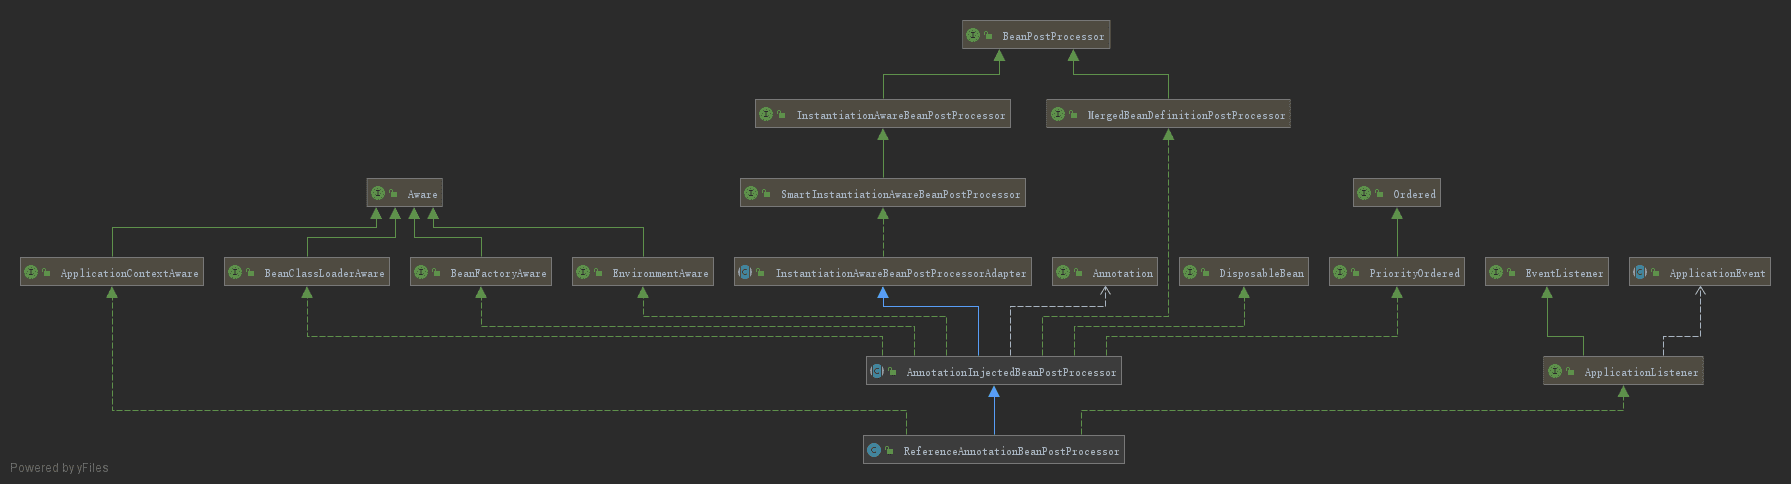 BeanPostProcessor
InstantiationAwareBeanPostProcessor
MergedBeanDefinitionPostProcessor
Aware
SmartInstantiationAwareBeanPostProcessor
Ordered
ApplicationContextAware
BeanClassLoaderAware
BeanFactoryAware
EnvironmentAware
InstantiationAwareBeanPostProcessorAdapter
Annotation
DisposableBean
PriorityOrdered
EventListener
ApplicationEvent
AnnotationInjectedBeanPostProcessor
ApplicationListener
ReferenceAnnotationBeanPostProcessor
Powered by yFiles